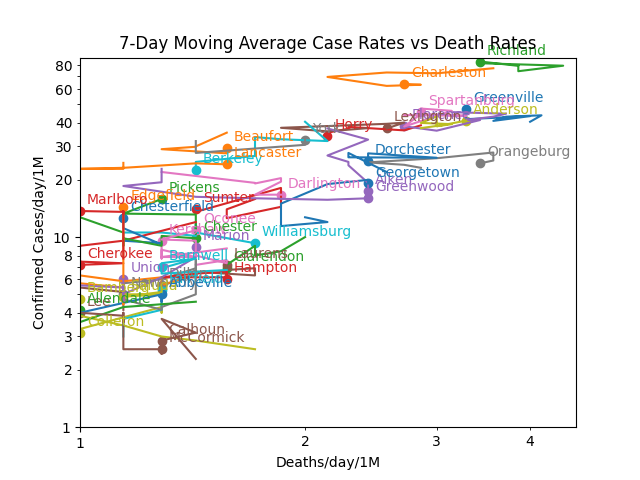 7-Day Moving Average Case Rates vs Death Rates
Richland
Charleston
Spartanburg
Greenville
Anderson
Lexington
Horry
York
Beaufort
Lancaster
Berkeley
Dorchester
Orangeburg
Georgetown
Aiken
Greenwood
Darlington
Pickens
Edgefield
Marlboro
Sumter
Chesterfield
Oconee
Kershaw
Chester
Marion
Williamsburg
Cherokee
Barnwell
Laurens
Clarendon
Hampton
Union
Abbeville
Allendale
Lee
Colleton
Calhoun
McCormick
Confirmed Cases/day/1M
80
60
40
30
20
10
8
6
4
3
2
1
1
2
3
4
Deaths/day/1M